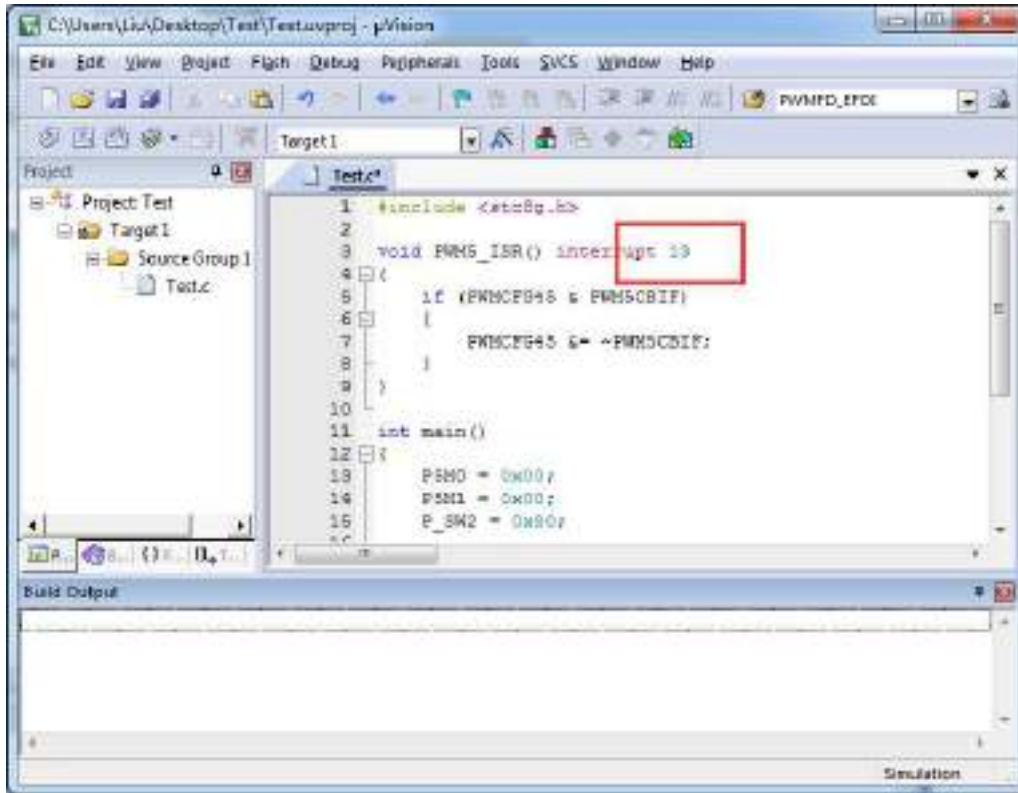 C:\Users\Liu\Desktop\Test\Test.uvproj - µVision
File Edit View Project Flash Debug Peripherals Tools SVCS Window Help
PWMFD_EFDI
Target 1
Project
Test.c*
Project: Test
Target 1
Source Group 1
Test.c
1 #include <stc8g.h>
2
3 void PWM5_ISR() interrupt 13
4 {
5 if (PWMCFG45 & PWM5CBIF)
6 {
7 PWMCFG45 &= ~PWM5CBIF;
8 }
9 }
10
11 int main()
12 {
13 P5M0 = 0x00;
14 P5M1 = 0x00;
15 P_SW2 = 0x80;
Build Output
Simulation